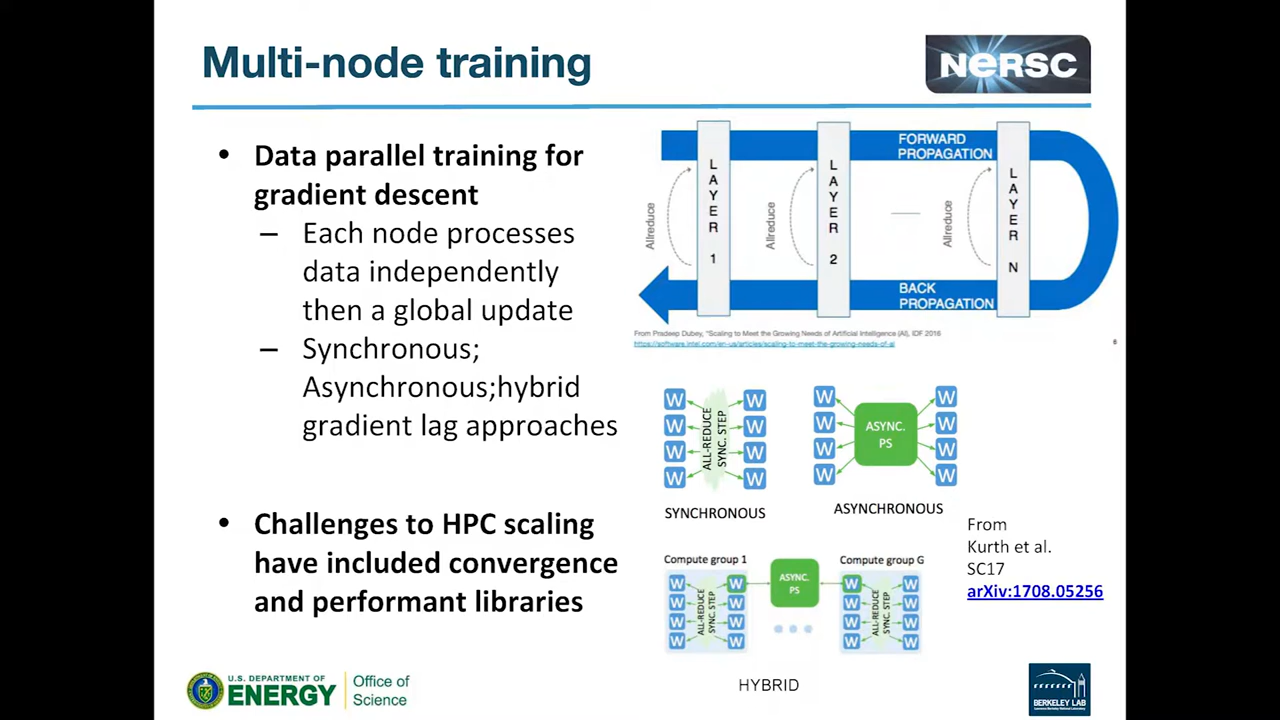 Multi-node training
NERSC
• Data parallel training for
gradient descent
– Each node processes
data independently
then a global update
– Synchronous;
Asynchronous;hybrid
gradient lag approaches
• Challenges to HPC scaling
have included convergence
and performant libraries
FORWARD
PROPAGATION
LAYER 1
LAYER 2
LAYER N
Allreduce
Allreduce
Allreduce
BACK
PROPAGATION
From Pradeep Dubey, "Scaling to Meet the Growing Needs of Artificial Intelligence (AI), IDF 2016
https://software.intel.com/en-us/articles/scaling-to-meet-the-growing-needs-of-ai
W
W
W
W
ALL-REDUCE
SYNC. STEP
W
W
W
W
SYNCHRONOUS
W
W
W
W
ASYNC.
PS
W
W
W
W
ASYNCHRONOUS
From
Kurth et al.
SC17
arXiv:1708.05256
Compute group 1
W
W
W
W
ALL-REDUCE
SYNC. STEP
W
W
W
W
ASYNC.
PS
Compute group G
W
W
W
W
ALL-REDUCE
SYNC. STEP
W
W
W
W
HYBRID
U.S. DEPARTMENT OF
ENERGY
Office of
Science
BERKELEY LAB